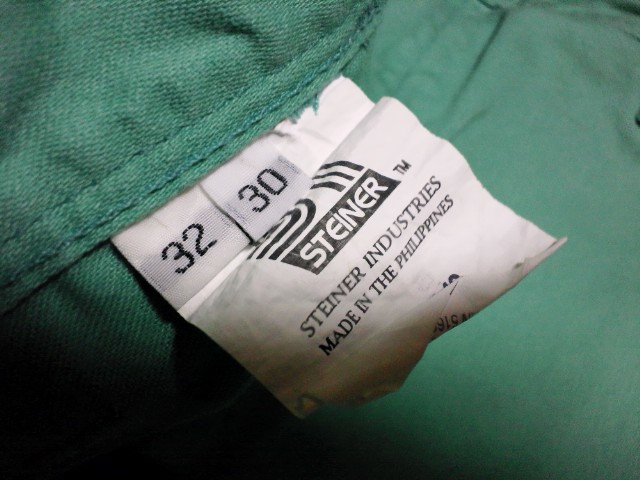 32
30
STEINER ™
STEINER INDUSTRIES
MADE IN THE PHILIPPINES